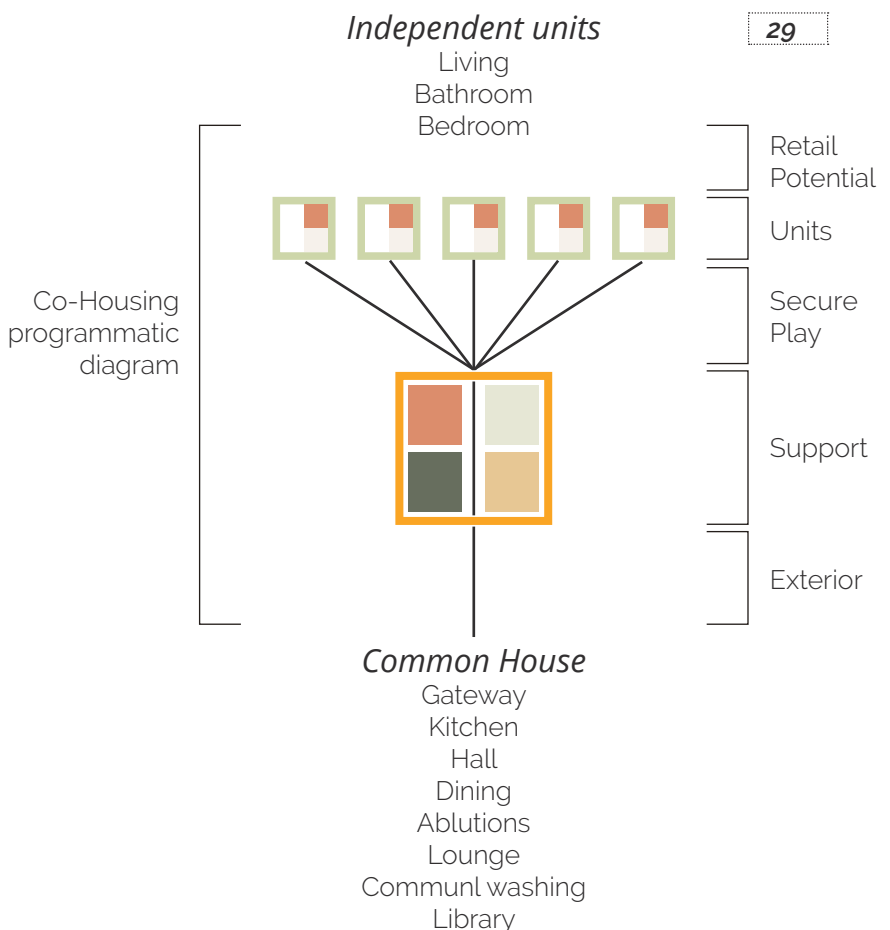 Independent units
29
Living
Bathroom
Bedroom
Retail
Potential
Units
Co-Housing
programmatic
diagram
Secure
Play
Support
Exterior
Common House
Gateway
Kitchen
Hall
Dining
Ablutions
Lounge
Communl washing
Library